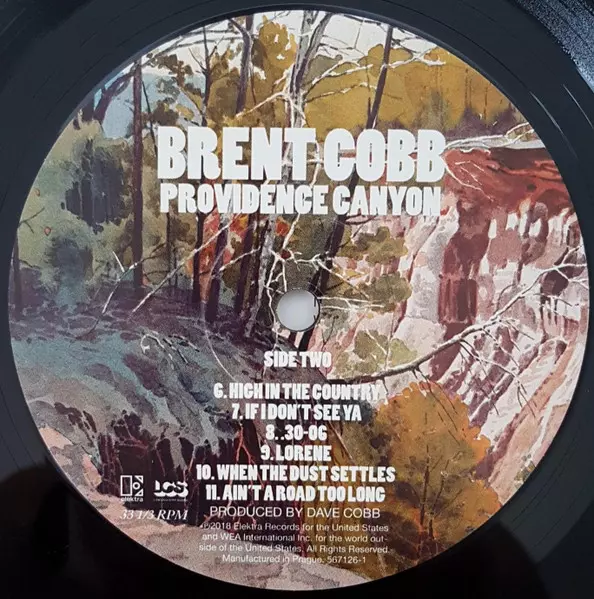 BRENT COBB
PROVIDENCE CANYON
SIDE TWO
6. HIGH IN THE COUNTRY
7. IF I DON'T SEE YA
8. .30-06
9. LORENE
10. WHEN THE DUST SETTLES
11. AIN'T A ROAD TOO LONG
PRODUCED BY DAVE COBB
elektra
LCS
33 1/3 RPM
℗©2018 Elektra Records for the United States
and WEA International Inc. for the world out-
side of the United States. All Rights Reserved.
Manufactured in Prague. 567126-1